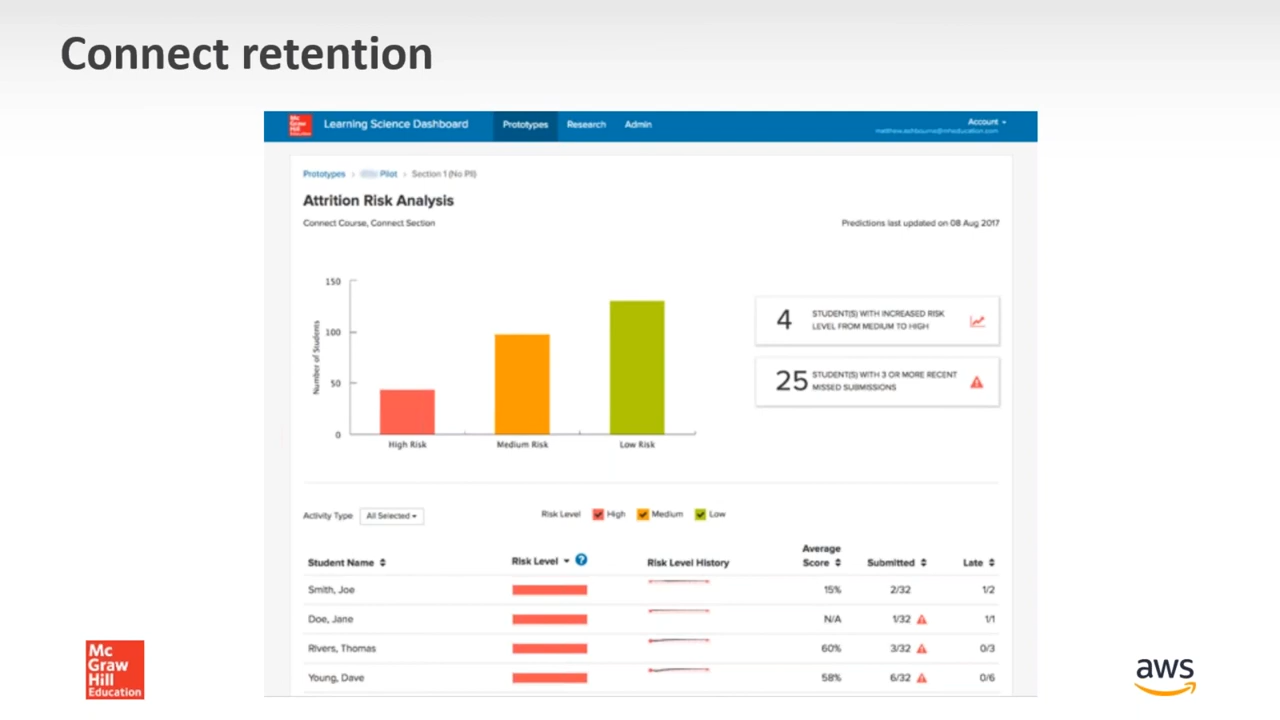 Connect retention
Mc Graw Hill Education
Learning Science Dashboard
Prototypes
Research
Admin
Account
matthew.ashbourne@mheducation.com
Prototypes > Pilot > Section 1 (No PII)
Attrition Risk Analysis
Connect Course, Connect Section
Predictions last updated on 08 Aug 2017
150
100
50
0
Number of Students
High Risk
Medium Risk
Low Risk
4
STUDENT(S) WITH INCREASED RISK
LEVEL FROM MEDIUM TO HIGH
25
STUDENT(S) WITH 3 OR MORE RECENT
MISSED SUBMISSIONS
Activity Type All Selected
Risk Level High Medium Low
Student Name Risk Level ? Risk Level History Average Score Submitted Late
Smith, Joe 15% 2/32 1/2
Doe, Jane N/A 1/32 1/1
Rivers, Thomas 60% 3/32 0/3
Young, Dave 58% 6/32 0/6
Mc
Graw
Hill
Education
aws